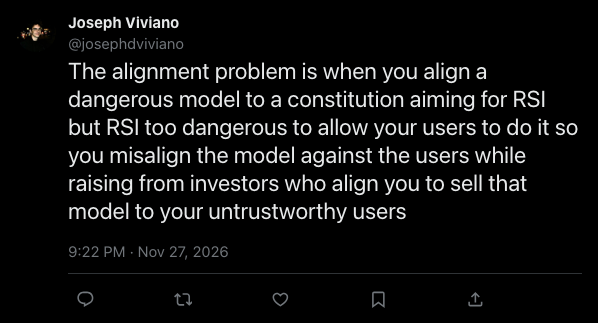 Joseph Viviano
@josephdviviano
The alignment problem is when you align a
dangerous model to a constitution aiming for RSI
but RSI too dangerous to allow your users to do it so
you misalign the model against the users while
raising from investors who align you to sell that
model to your untrustworthy users
9:22 PM · Nov 27, 2026